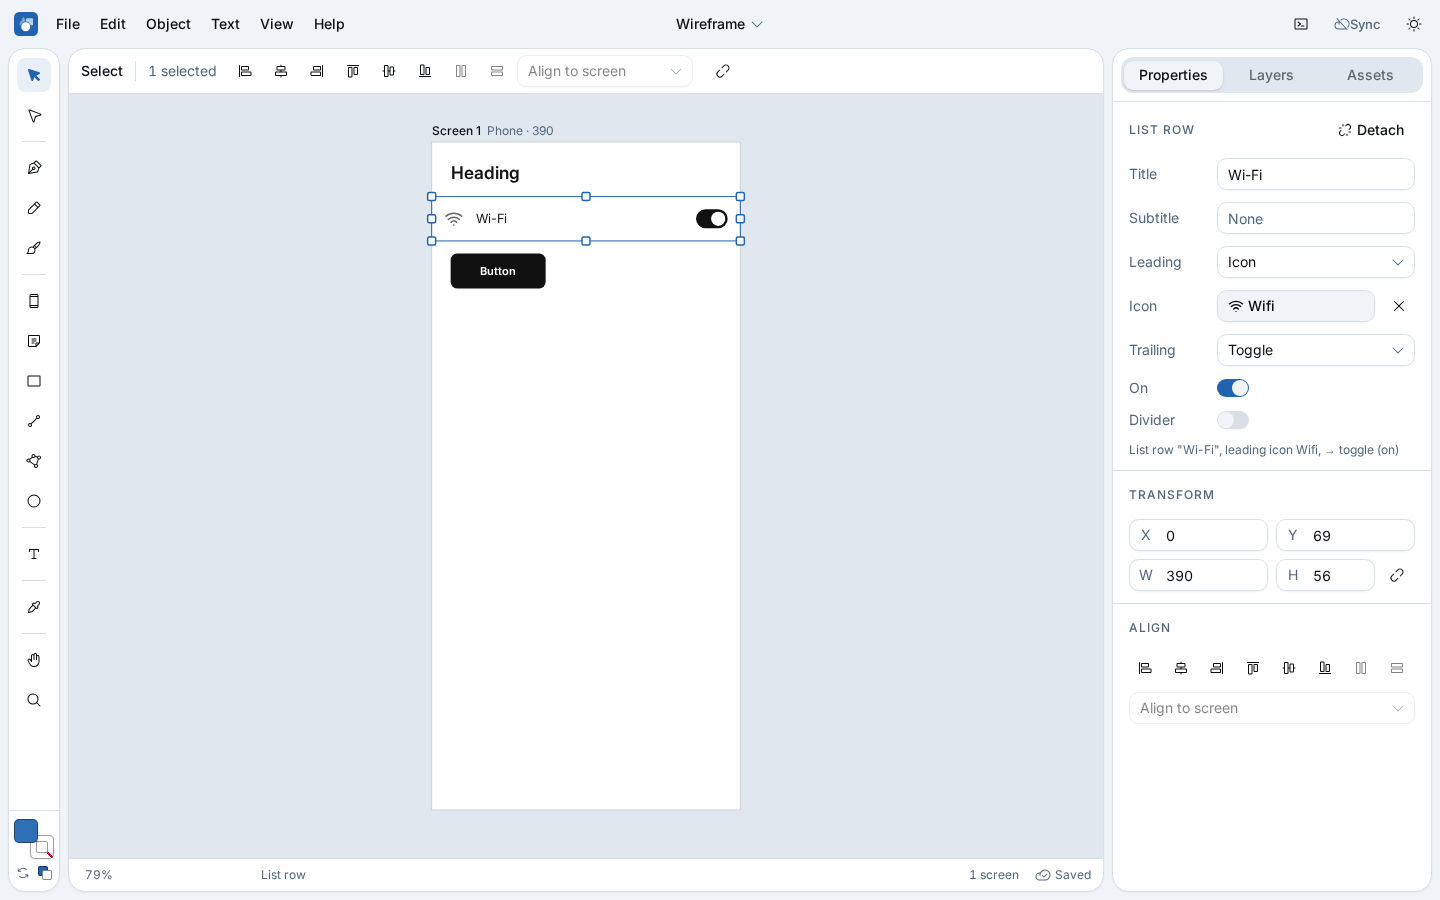 File Edit Object Text View Help
Wireframe
Sync
Select
1 selected
Align to screen
Properties
Layers
Assets
Screen 1 Phone · 390
Heading
Wi-Fi
Button
LIST ROW
Detach
Title
Wi-Fi
Subtitle
None
Leading
Icon
Icon
Wifi
Trailing
Toggle
On
Divider
List row "Wi-Fi", leading icon Wifi, → toggle (on)
TRANSFORM
X 0
Y 69
W 390
H 56
ALIGN
Align to screen
79%
List row
1 screen
Saved